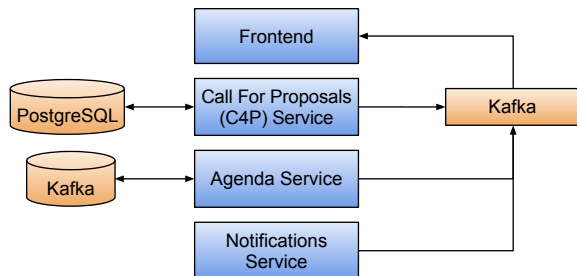 Frontend
PostgreSQL
Call For Proposals
(C4P) Service
Kafka
Kafka
Agenda Service
Notifications
Service